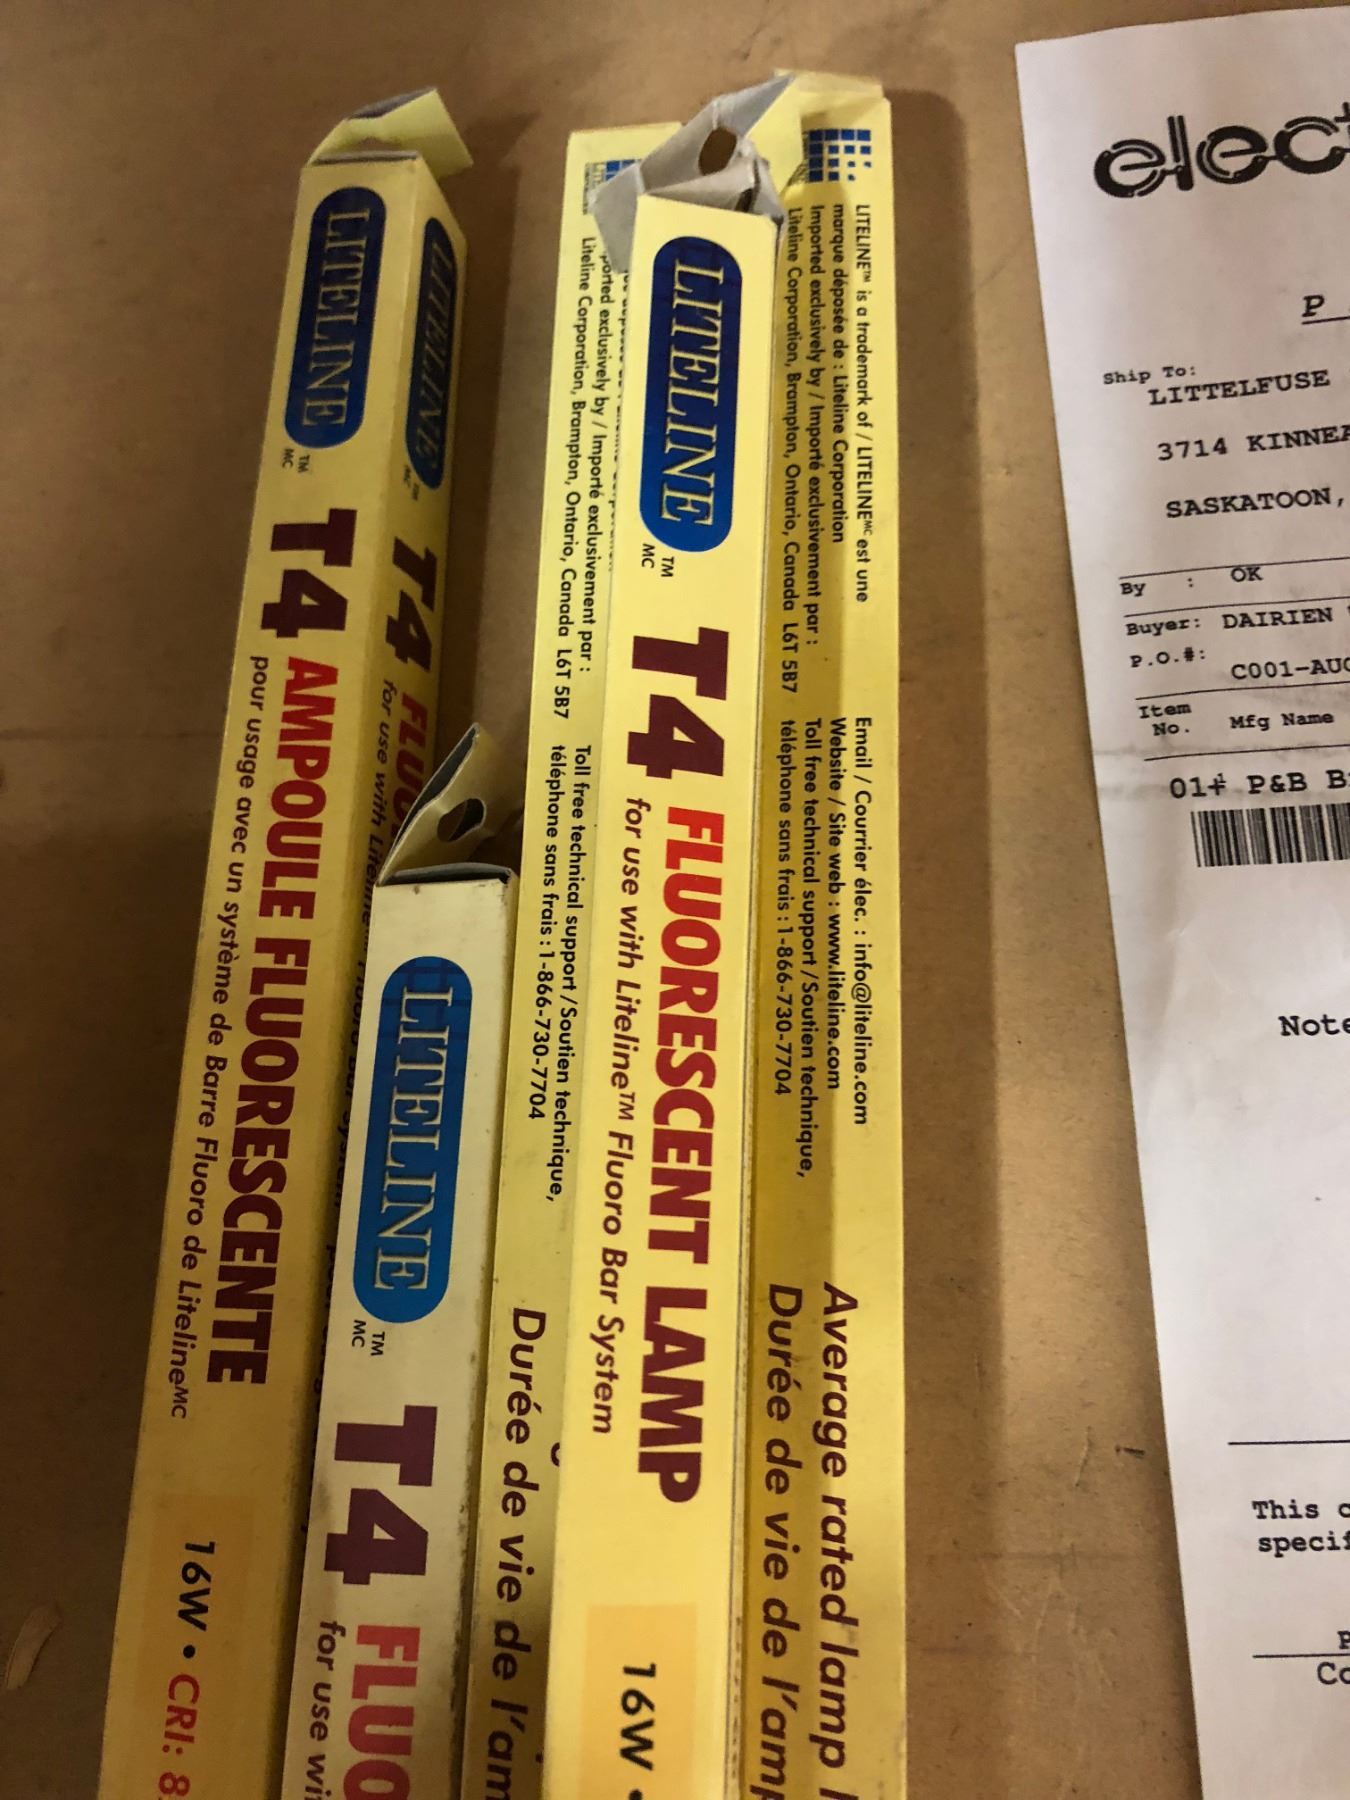 LITELINE
TM
MC
T4 AMPOULE FLUORESCENTE
pour usage avec un système de Barre Fluoro de LitelineMC
16W • CRI: 8
LITELINE
T4 FLUO
for use with Liteline
LITELINE
TM
MC
T4 FLUO
for use wi
ported exclusively by / Importé exclusivement par :
Liteline Corporation, Brampton, Ontario, Canada L6T 5B7
Toll free technical support / Soutien technique,
téléphone sans frais : 1-866-730-7704
Durée de vie de l'am
LITELINE
TM
MC
T4 FLUORESCENT LAMP
for use with Liteline™ Fluoro Bar System
16W •
LITELINE™ is a trademark of / LITELINEMC est une
marque déposée de : Liteline Corporation
Imported exclusively by / Importé exclusivement par :
Liteline Corporation, Brampton, Ontario, Canada L6T 5B7
Email / Courrier élec. : info@liteline.com
Website / Site web : www.liteline.com
Toll free technical support / Soutien technique,
téléphone sans frais : 1-866-730-7704
Average rated lamp l
Durée de vie de l'amp
elect
P
Ship To:
LITTELFUSE
3714 KINNEA
SASKATOON,
By : OK
Buyer: DAIRIEN
P.O.#: C001-AUG
Item
No. Mfg Name
01# P&B B
Note
This c
specif
P
Co